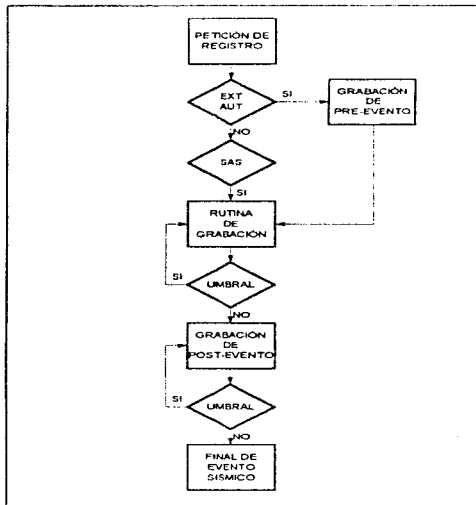 PETICIÓN DE
REGISTRO
EXT
AUT
SI
GRABACIÓN
DE
PRE-EVENTO
NO
SAS
SI
RUTINA
DE
GRABACIÓN
SI
UMBRAL
NO
GRABACIÓN
DE
POST-EVENTO
SI
UMBRAL
NO
FINAL DE
EVENTO
SÍSMICO